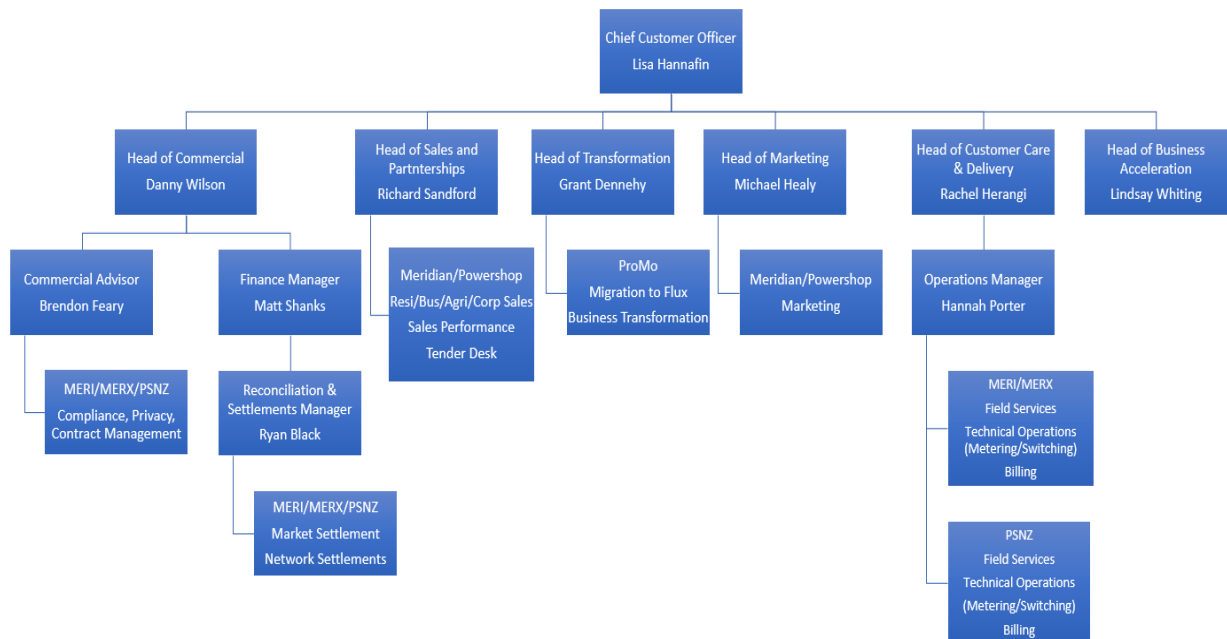 Chief Customer Officer
Lisa Hannafin
Head of Commercial
Danny Wilson
Head of Sales and
Partnterships
Richard Sandford
Head of Transformation
Grant Dennehy
Head of Marketing
Michael Healy
Head of Customer Care
& Delivery
Rachel Herangi
Head of Business
Acceleration
Lindsay Whiting
Commercial Advisor
Brendon Feary
Finance Manager
Matt Shanks
Meridian/Powershop
Resi/Bus/Agri/Corp Sales
Sales Performance
Tender Desk
ProMo
Migration to Flux
Business Transformation
Meridian/Powershop
Marketing
Operations Manager
Hannah Porter
MERI/MERX/PSNZ
Compliance, Privacy,
Contract Management
Reconciliation &
Settlements Manager
Ryan Black
MERI/MERX
Field Services
Technical Operations
(Metering/Switching)
Billing
MERI/MERX/PSNZ
Market Settlement
Network Settlements
PSNZ
Field Services
Technical Operations
(Metering/Switching)
Billing